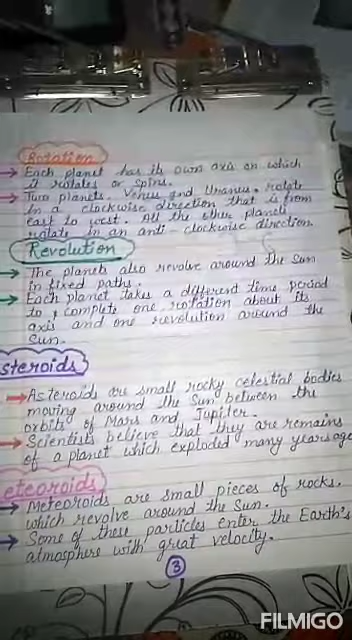 Rotation
→ Each planet has its own axis on which
it rotates or spins.
→ Two planets, Venus and Uranus, rotate
in a clockwise direction that is from
east to west. All the other planets
rotate in an anti-clockwise direction.
Revolution
→ The planets also revolve around the Sun
in fixed paths.
→ Each planet takes a different time period
to complete one rotation about its
axis and one revolution around the
Sun.
steroids
→ Asteroids are small rocky celestial bodies
moving around the Sun between the
orbits of Mars and Jupiter.
→ Scientists believe that they are remains
of a planet which exploded many years ago
eteoroids
→ Meteoroids are small pieces of rocks,
which revolve around the Sun.
→ Some of these particles enter the Earth's
atmosphere with great velocity.
3
FILMIGO